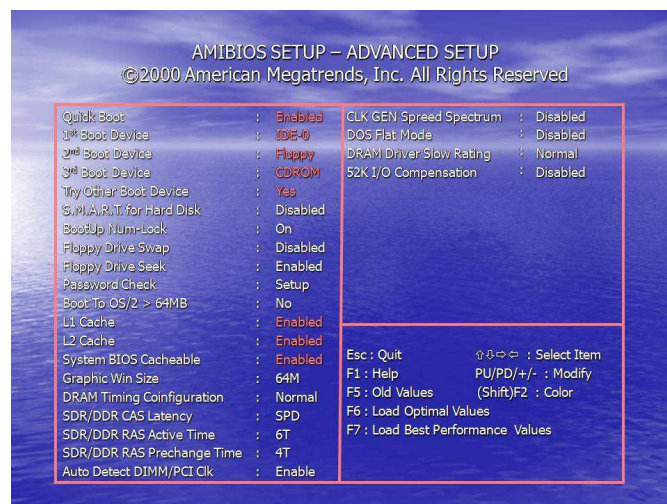 AMIBIOS SETUP – ADVANCED SETUP
©2000 American Megatrends, Inc. All Rights Reserved
Quick Boot : Enabled
1st Boot Device : IDE-0
2nd Boot Device : Floppy
3rd Boot Device : CDROM
Try Other Boot Device : Yes
S.M.A.R.T. for Hard Disk : Disabled
BootUp Num-Lock : On
Floppy Drive Swap : Disabled
Floppy Drive Seek : Enabled
Password Check : Setup
Boot To OS/2 > 64MB : No
L1 Cache : Enabled
L2 Cache : Enabled
System BIOS Cacheable : Enabled
Graphic Win Size : 64M
DRAM Timing Coinfiguration : Normal
SDR/DDR CAS Latency : SPD
SDR/DDR RAS Active Time : 6T
SDR/DDR RAS Prechange Time : 4T
Auto Detect DIMM/PCI Clk : Enable
CLK GEN Spreed Spectrum : Disabled
DOS Flat Mode : Disabled
DRAM Driver Slow Rating : Normal
52K I/O Compensation : Disabled
Esc : Quit ⇧⇩⇨⇦ : Select Item
F1 : Help PU/PD/+/- : Modify
F5 : Old Values (Shift)F2 : Color
F6 : Load Optimal Values
F7 : Load Best Performance Values